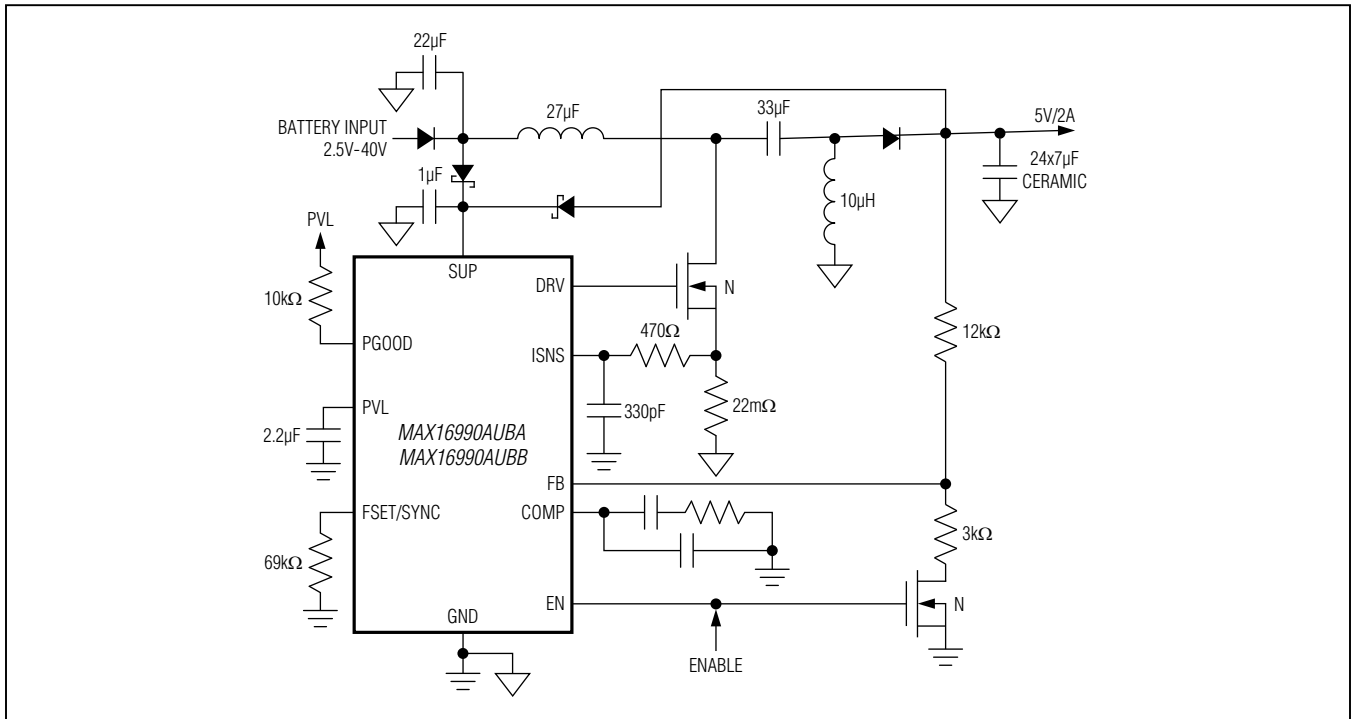 22µF
27µF
33µF
5V/2A
BATTERY INPUT
2.5V-40V
1µF
24x7µF
CERAMIC
10µH
PVL
SUP
DRV
N
10kΩ
470Ω
12kΩ
PGOOD
ISNS
PVL
330pF
22mΩ
2.2µF
MAX16990AUBA
MAX16990AUBB
FB
FSET/SYNC
COMP
3kΩ
69kΩ
EN
N
GND
ENABLE